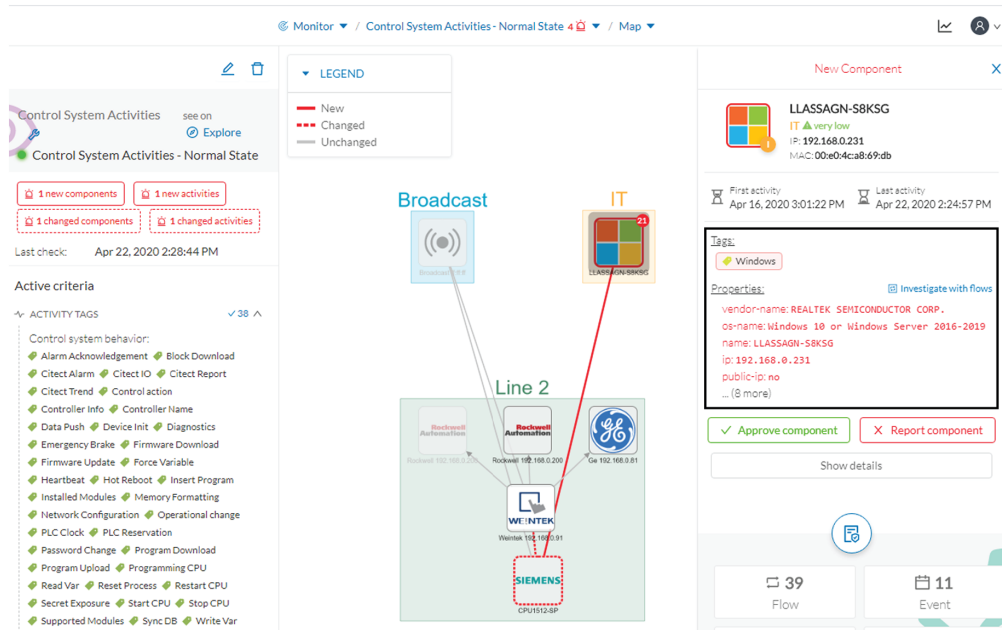 Monitor / Control System Activities - Normal State 4 / Map
Control System Activities
see on
Explore
Control System Activities - Normal State
1 new components
1 new activities
1 changed components
1 changed activities
Last check: Apr 22, 2020 2:28:44 PM
Active criteria
ACTIVITY TAGS
38
Control system behavior:
Alarm Acknowledgement Block Download
Citect Alarm Citect IO Citect Report
Citect Trend Control action
Controller Info Controller Name
Data Push Device Init Diagnostics
Emergency Brake Firmware Download
Firmware Update Force Variable
Heartbeat Hot Reboot Insert Program
Installed Modules Memory Formatting
Network Configuration Operational change
PLC Clock PLC Reservation
Password Change Program Download
Program Upload Programming CPU
Read Var Reset Process Restart CPU
Secret Exposure Start CPU Stop CPU
Supported Modules Sync DB Write Var
LEGEND
New
Changed
Unchanged
Broadcast
IT
21
LLASSAGN-S8KSG
Line 2
Rockwell
Automation
Rockwell
Automation
Rockwell 192.168.0.200
Ge 192.168.0.81
WEINTEK
Weintek 192.168.0.91
SIEMENS
CPU1512-SP
New Component
LLASSAGN-S8KSG
IT very low
IP: 192.168.0.231
MAC: 00:e0:4c:a8:69:db
First activity
Apr 16, 2020 3:01:22 PM
Last activity
Apr 22, 2020 2:24:57 PM
Tags:
Windows
Properties:
Investigate with flows
vendor-name: REALTEK SEMICONDUCTOR CORP.
os-name: Windows 10 or Windows Server 2016-2019
name: LLASSAGN-S8KSG
ip: 192.168.0.231
public-ip: no
... (8 more)
Approve component
Report component
Show details
39
Flow
11
Event